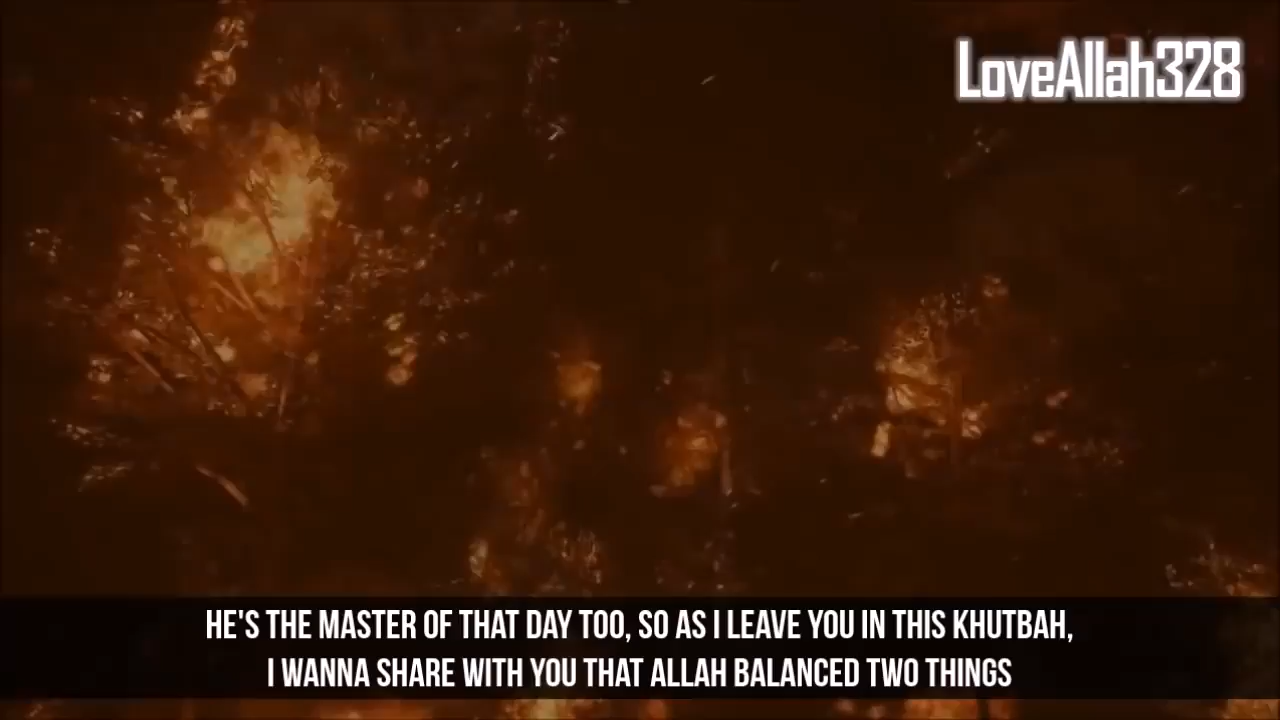 LoveAllah328
HE'S THE MASTER OF THAT DAY TOO, SO AS I LEAVE YOU IN THIS KHUTBAH,
I WANNA SHARE WITH YOU THAT ALLAH BALANCED TWO THINGS